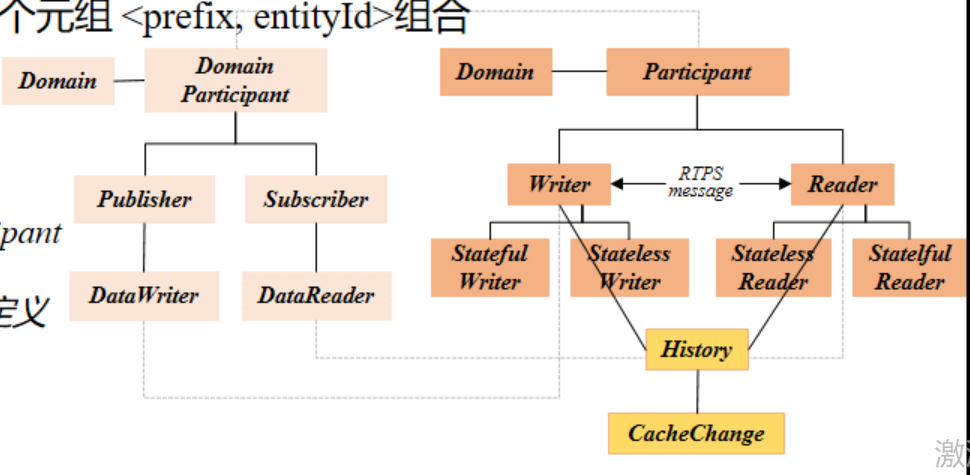 个元组 <prefix, entityId>组合
Domain
Domain
Participant
Publisher
Subscriber
DataWriter
DataReader
ipant
定义
Domain
Participant
Writer
RTPS
message
Reader
Stateful
Writer
Stateless
Writer
Stateless
Reader
Statelful
Reader
History
CacheChange
激